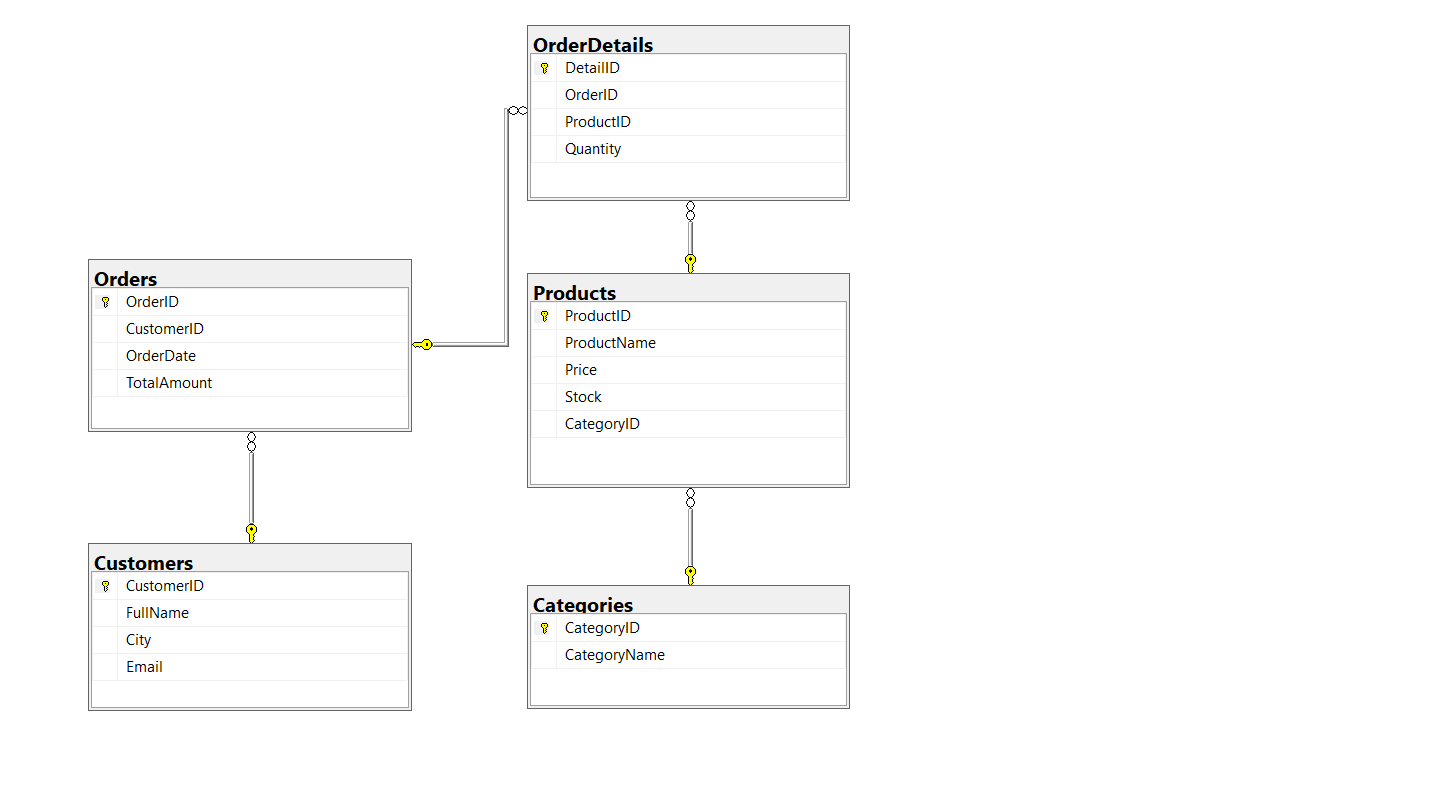 OrderDetails
DetailID
OrderID
ProductID
Quantity
Orders
OrderID
CustomerID
OrderDate
TotalAmount
Products
ProductID
ProductName
Price
Stock
CategoryID
Customers
CustomerID
FullName
City
Email
Categories
CategoryID
CategoryName